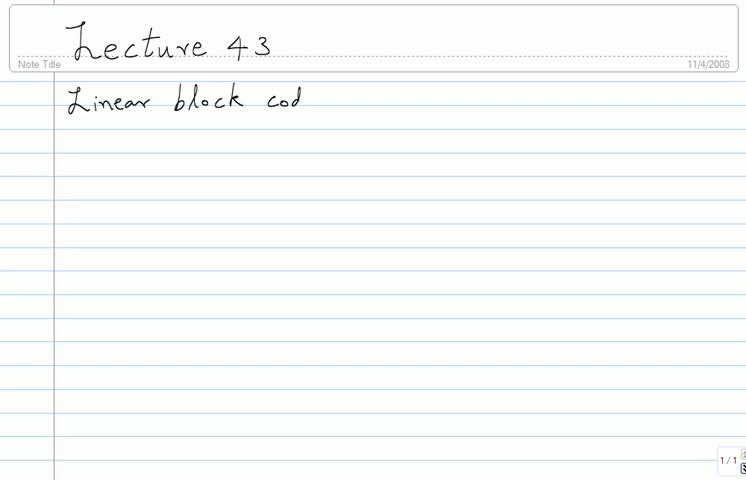 Lecture 43
Note Title
11/4/2008
Linear block cod
1/1